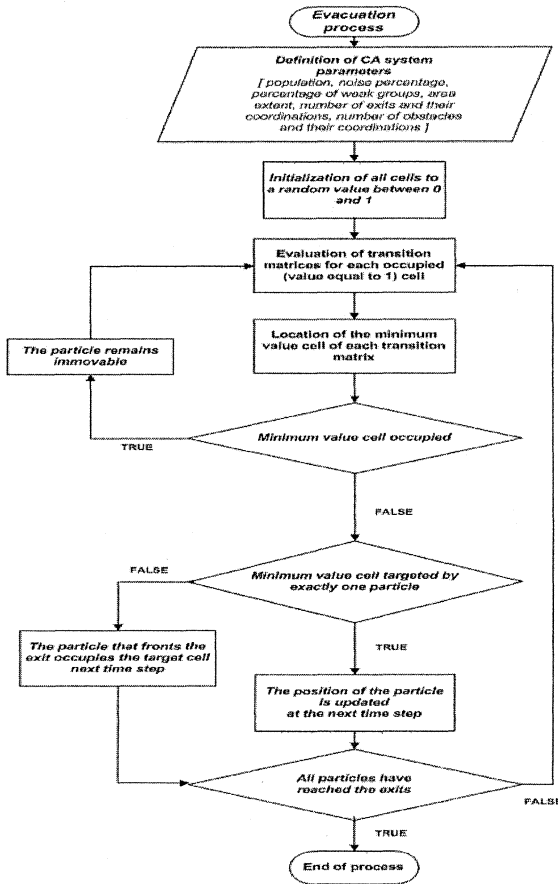 Evacuation
process
Definition of CA system
parameters
[ population, noise percentage,
percentage of weak groups, area
extent, number of exits and their
coordinations, number of obstacles
and their coordinations ]
Initialization of all cells to
a random value between 0
and 1
Evaluation of transition
matrices for each occupied
(value equal to 1) cell
Location of the minimum
value cell of each transition
matrix
The particle remains
immovable
Minimum value cell occupied
TRUE
FALSE
FALSE
Minimum value cell targeted by
exactly one particle
The particle that fronts the
exit occupies the target cell
next time step
TRUE
The position of the particle
is updated
at the next time step
All particles have
reached the exits
FALSE
TRUE
End of process